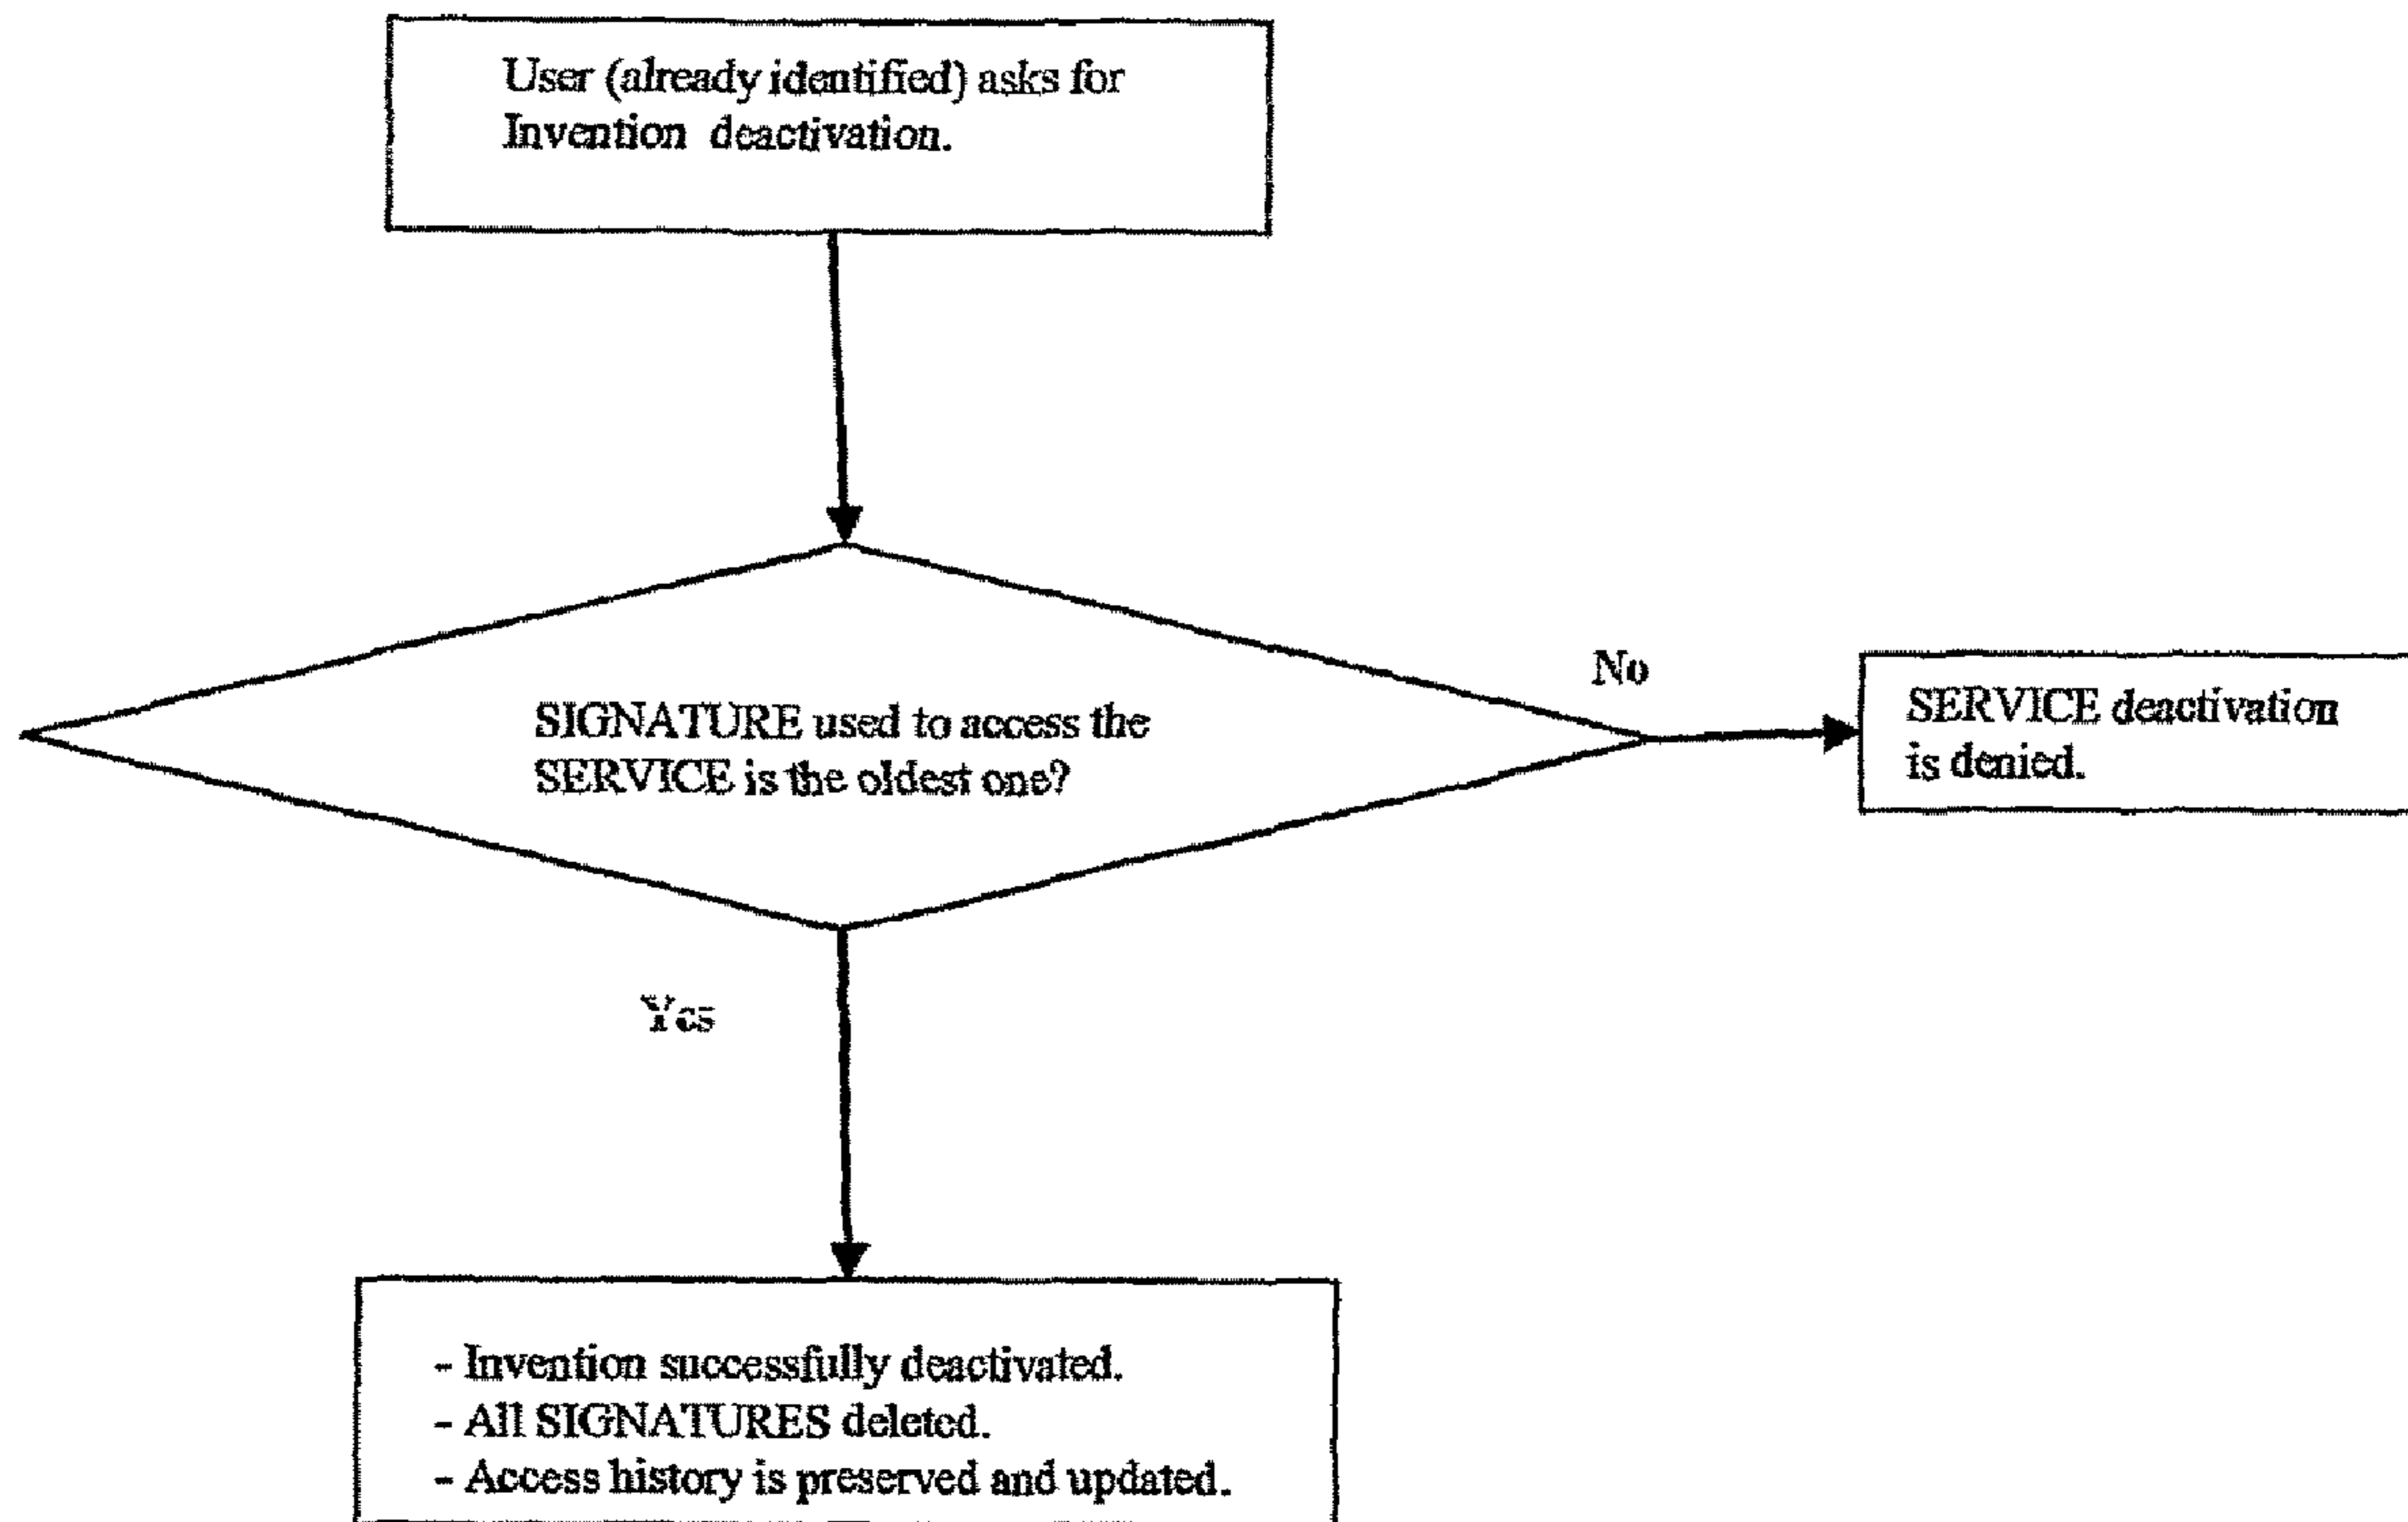 User (already identified) asks for
Invention deactivation.
No
SIGNATURE used to access the
SERVICE is the oldest one?
SERVICE deactivation
is denied.
Yes
- Invention successfully deactivated.
- All SIGNATURES deleted.
- Access history is preserved and updated.